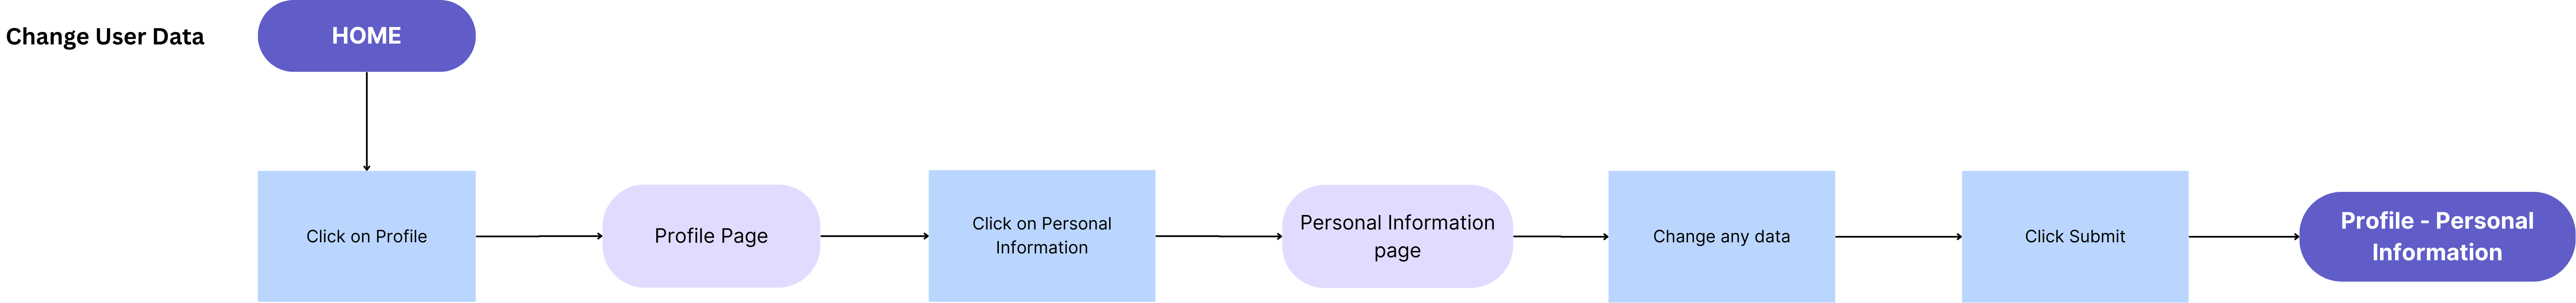 Change User Data
HOME
Click on Profile
Profile Page
Click on Personal
Information
Personal Information
page
Change any data
Click Submit
Profile - Personal
Information